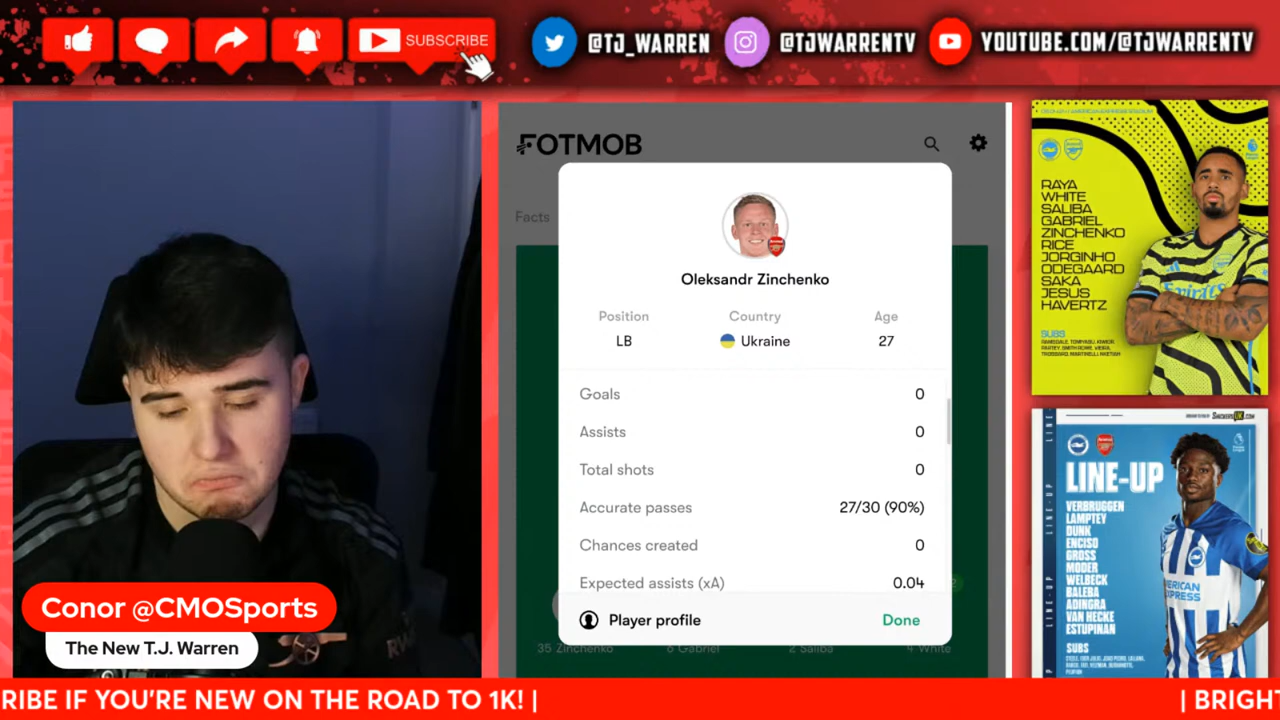 SUBSCRIBE
@TJ_WARREN
@TJWARRENTV
YOUTUBE.COM/@TJWARRENTV
FOTMOB
Facts
Oleksandr Zinchenko
Position
Country
Age
LB
Ukraine
27
Goals
0
Assists
0
Total shots
0
Accurate passes
27/30 (90%)
Chances created
0
Expected assists (xA)
0.04
Player profile
Done
35 Zinchenko
6 Gabriel
2 Saliba
4 White
RAYA
WHITE
SALIBA
GABRIEL
ZINCHENKO
RICE
JORGINHO
ODEGAARD
SAKA
JESUS
HAVERTZ
SUBS
Emirates
LINE
LINE-UP
LINE-UP
VERBRUGGEN
LAMPTEY
DUNK
ENCISO
GROSS
MODER
WELBECK
BALEBA
ADINGRA
VAN HECKE
ESTUPINAN
SUBS
Conor @CMOSports
The New T.J. Warren
RIBE IF YOU'RE NEW ON THE ROAD TO 1K! |
| BRIGHT